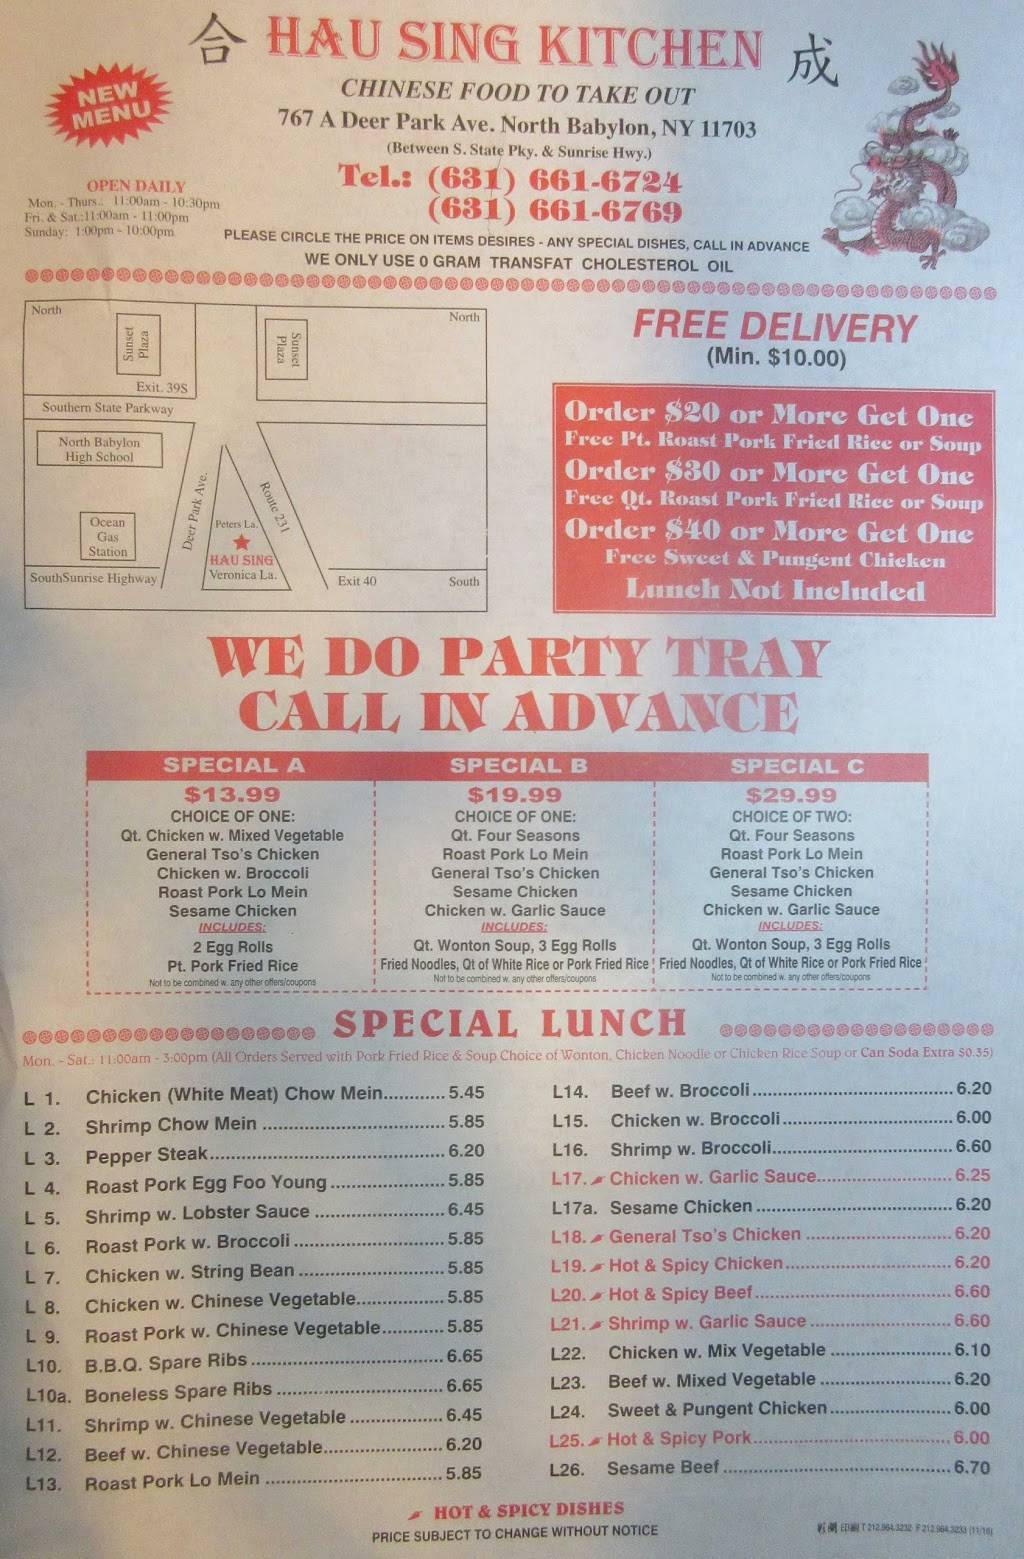 合 HAU SING KITCHEN 成
NEW
MENU
CHINESE FOOD TO TAKE OUT
767 A Deer Park Ave. North Babylon, NY 11703
(Between S. State Pky. & Sunrise Hwy.)
Tel.: (631) 661-6724
(631) 661-6769
OPEN DAILY
Mon. - Thurs.: 11:00am - 10:30pm
Fri. & Sat.:11:00am - 11:00pm
Sunday: 1:00pm - 10:00pm
PLEASE CIRCLE THE PRICE ON ITEMS DESIRES - ANY SPECIAL DISHES, CALL IN ADVANCE
WE ONLY USE 0 GRAM TRANSFAT CHOLESTEROL OIL
North
North
Sunset
Plaza
Sunset
Plaza
Exit. 39S
Southern State Parkway
North Babylon
High School
Deer Park Ave.
Route 231
Peters La.
Ocean
Gas
Station
HAU SING
Veronica La.
SouthSunrise Highway
Exit 40
South
FREE DELIVERY
(Min. $10.00)
Order $20 or More Get One
Free Pt. Roast Pork Fried Rice or Soup
Order $30 or More Get One
Free Qt. Roast Pork Fried Rice or Soup
Order $40 or More Get One
Free Sweet & Pungent Chicken
Lunch Not Included
WE DO PARTY TRAY
CALL IN ADVANCE
SPECIAL A
$13.99
CHOICE OF ONE:
Qt. Chicken w. Mixed Vegetable
General Tso's Chicken
Chicken w. Broccoli
Roast Pork Lo Mein
Sesame Chicken
INCLUDES:
2 Egg Rolls
Pt. Pork Fried Rice
Not to be combined w. any other offers/coupons
SPECIAL B
$19.99
CHOICE OF ONE:
Qt. Four Seasons
Roast Pork Lo Mein
General Tso's Chicken
Sesame Chicken
Chicken w. Garlic Sauce
INCLUDES:
Qt. Wonton Soup, 3 Egg Rolls
Fried Noodles, Qt of White Rice or Pork Fried Rice
Not to be combined w. any other offers/coupons
SPECIAL C
$29.99
CHOICE OF TWO:
Qt. Four Seasons
Roast Pork Lo Mein
General Tso's Chicken
Sesame Chicken
Chicken w. Garlic Sauce
INCLUDES:
Qt. Wonton Soup, 3 Egg Rolls
Fried Noodles, Qt of White Rice or Pork Fried Rice
Not to be combined w. any other offers/coupons
SPECIAL LUNCH
Mon. - Sat.: 11:00am - 3:00pm (All Orders Served with Pork Fried Rice & Soup Choice of Wonton, Chicken Noodle or Chicken Rice Soup or Can Soda Extra $0.35)
L 1. Chicken (White Meat) Chow Mein............ 5.45
L 2. Shrimp Chow Mein .................................. 5.85
L 3. Pepper Steak............................................ 6.20
L 4. Roast Pork Egg Foo Young ..................... 5.85
L 5. Shrimp w. Lobster Sauce ........................ 6.45
L 6. Roast Pork w. Broccoli ............................ 5.85
L 7. Chicken w. String Bean ........................... 5.85
L 8. Chicken w. Chinese Vegetable................. 5.85
L 9. Roast Pork w. Chinese Vegetable............ 5.85
L10. B.B.Q. Spare Ribs ..................................... 6.65
L10a. Boneless Spare Ribs ................................ 6.65
L11. Shrimp w. Chinese Vegetable .................. 6.45
L12. Beef w. Chinese Vegetable....................... 6.20
L13. Roast Pork Lo Mein .................................. 5.85
L14. Beef w. Broccoli ....................................... 6.20
L15. Chicken w. Broccoli................................. 6.00
L16. Shrimp w. Broccoli................................... 6.60
L17. Chicken w. Garlic Sauce.......................... 6.25
L17a. Sesame Chicken ...................................... 6.20
L18. General Tso's Chicken ............................ 6.20
L19. Hot & Spicy Chicken................................ 6.20
L20. Hot & Spicy Beef...................................... 6.60
L21. Shrimp w. Garlic Sauce ........................... 6.60
L22. Chicken w. Mix Vegetable ....................... 6.10
L23. Beef w. Mixed Vegetable ......................... 6.20
L24. Sweet & Pungent Chicken....................... 6.00
L25. Hot & Spicy Pork...................................... 6.00
L26. Sesame Beef ............................................ 6.70
HOT & SPICY DISHES
PRICE SUBJECT TO CHANGE WITHOUT NOTICE
T 212.964.3232 F 212.964.3233 (11/16)